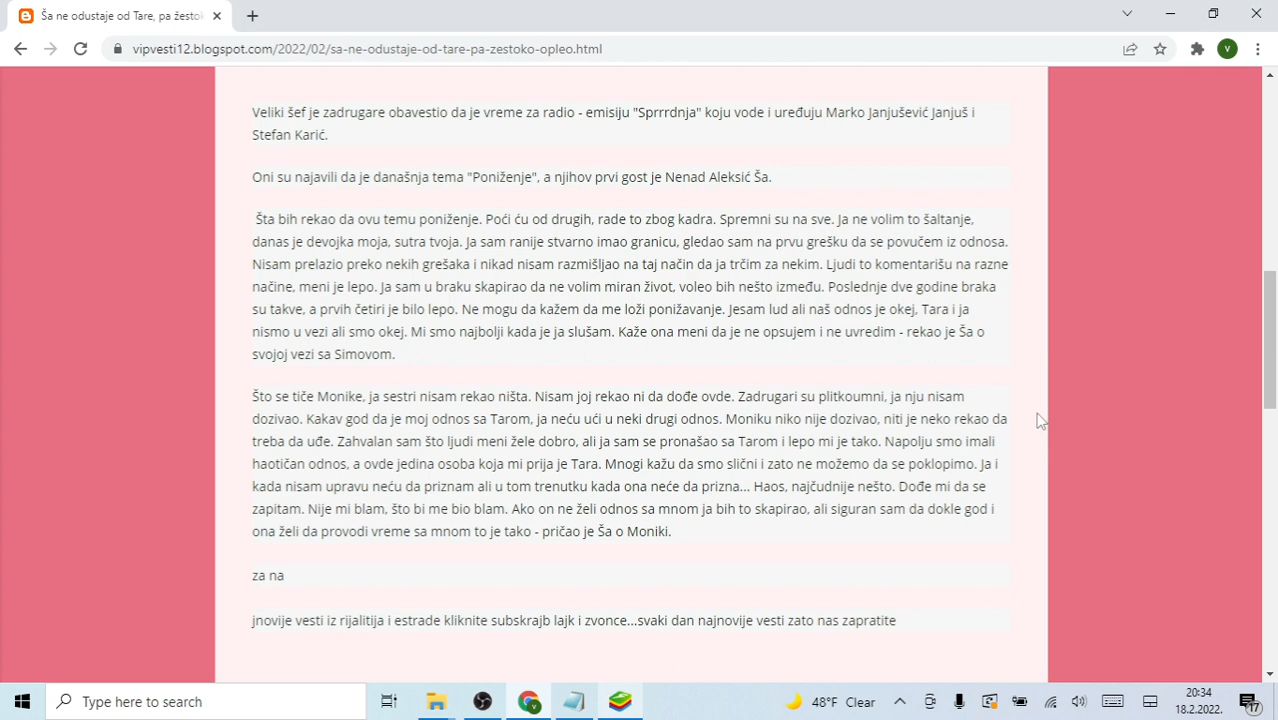 Ša ne odustaje od Tare, pa žestok
vipvesti12.blogspot.com/2022/02/sa-ne-odustaje-od-tare-pa-zestoko-opleo.html
V
Veliki šef je zadrugare obavestio da je vreme za radio - emisiju "Sprrrdnja" koju vode i uređuju Marko Janjušević Janjuš i
Stefan Karić.
Oni su najavili da je današnja tema "Poniženje", a njihov prvi gost je Nenad Aleksić Ša.
Šta bih rekao da ovu temu poniženje. Poći ću od drugih, rade to zbog kadra. Spremni su na sve. Ja ne volim to šaltanje,
danas je devojka moja, sutra tvoja. Ja sam ranije stvarno imao granicu, gledao sam na prvu grešku da se povučem iz odnosa.
Nisam prelazio preko nekih grešaka i nikad nisam razmišljao na taj način da ja trčim za nekim. Ljudi to komentarišu na razne
načine, meni je lepo. Ja sam u braku skapirao da ne volim miran život, voleo bih nešto između. Poslednje dve godine braka
su takve, a prvih četiri je bilo lepo. Ne mogu da kažem da me loži ponižavanje. Jesam lud ali naš odnos je okej, Tara i ja
nismo u vezi ali smo okej. Mi smo najbolji kada je ja slušam. Kaže ona meni da je ne opsujem i ne uvredim - rekao je Ša o
svojoj vezi sa Simovom.
Što se tiče Monike, ja sestri nisam rekao ništa. Nisam joj rekao ni da dođe ovde. Zadrugari su plitkoumni, ja nju nisam
dozivao. Kakav god da je moj odnos sa Tarom, ja neću ući u neki drugi odnos. Moniku niko nije dozivao, niti je neko rekao da
treba da uđe. Zahvalan sam što ljudi meni žele dobro, ali ja sam se pronašao sa Tarom i lepo mi je tako. Napolju smo imali
haotičan odnos, a ovde jedina osoba koja mi prija je Tara. Mnogi kažu da smo slični i zato ne možemo da se poklopimo. Ja i
kada nisam upravu neću da priznam ali u tom trenutku kada ona neće da prizna... Haos, najčudnije nešto. Dođe mi da se
zapitam. Nije mi blam, što bi me bio blam. Ako on ne želi odnos sa mnom ja bih to skapirao, ali siguran sam da dokle god i
ona želi da provodi vreme sa mnom to je tako - pričao je Ša o Moniki.
za na
jnovije vesti iz rijalitija i estrade kliknite subskrajb lajk i zvonce...svaki dan najnovije vesti zato nas zapratite
Type here to search
48°F Clear
20:34
18.2.2022.
17